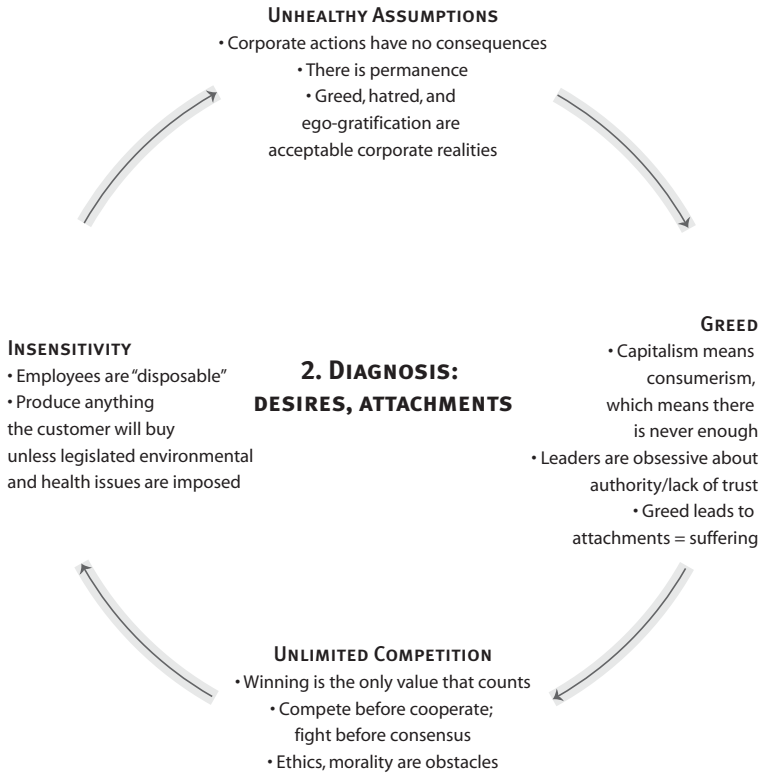 Unhealthy Assumptions
• Corporate actions have no consequences
• There is permanence
• Greed, hatred, and
ego-gratification are
acceptable corporate realities
Greed
• Capitalism means
consumerism,
which means there
is never enough
• Leaders are obsessive about
authority/lack of trust
• Greed leads to
attachments = suffering
Insensitivity
• Employees are “disposable”
• Produce anything
the customer will buy
unless legislated environmental
and health issues are imposed
2. Diagnosis:
desires, attachments
Unlimited Competition
• Winning is the only value that counts
• Compete before cooperate;
fight before consensus
• Ethics, morality are obstacles